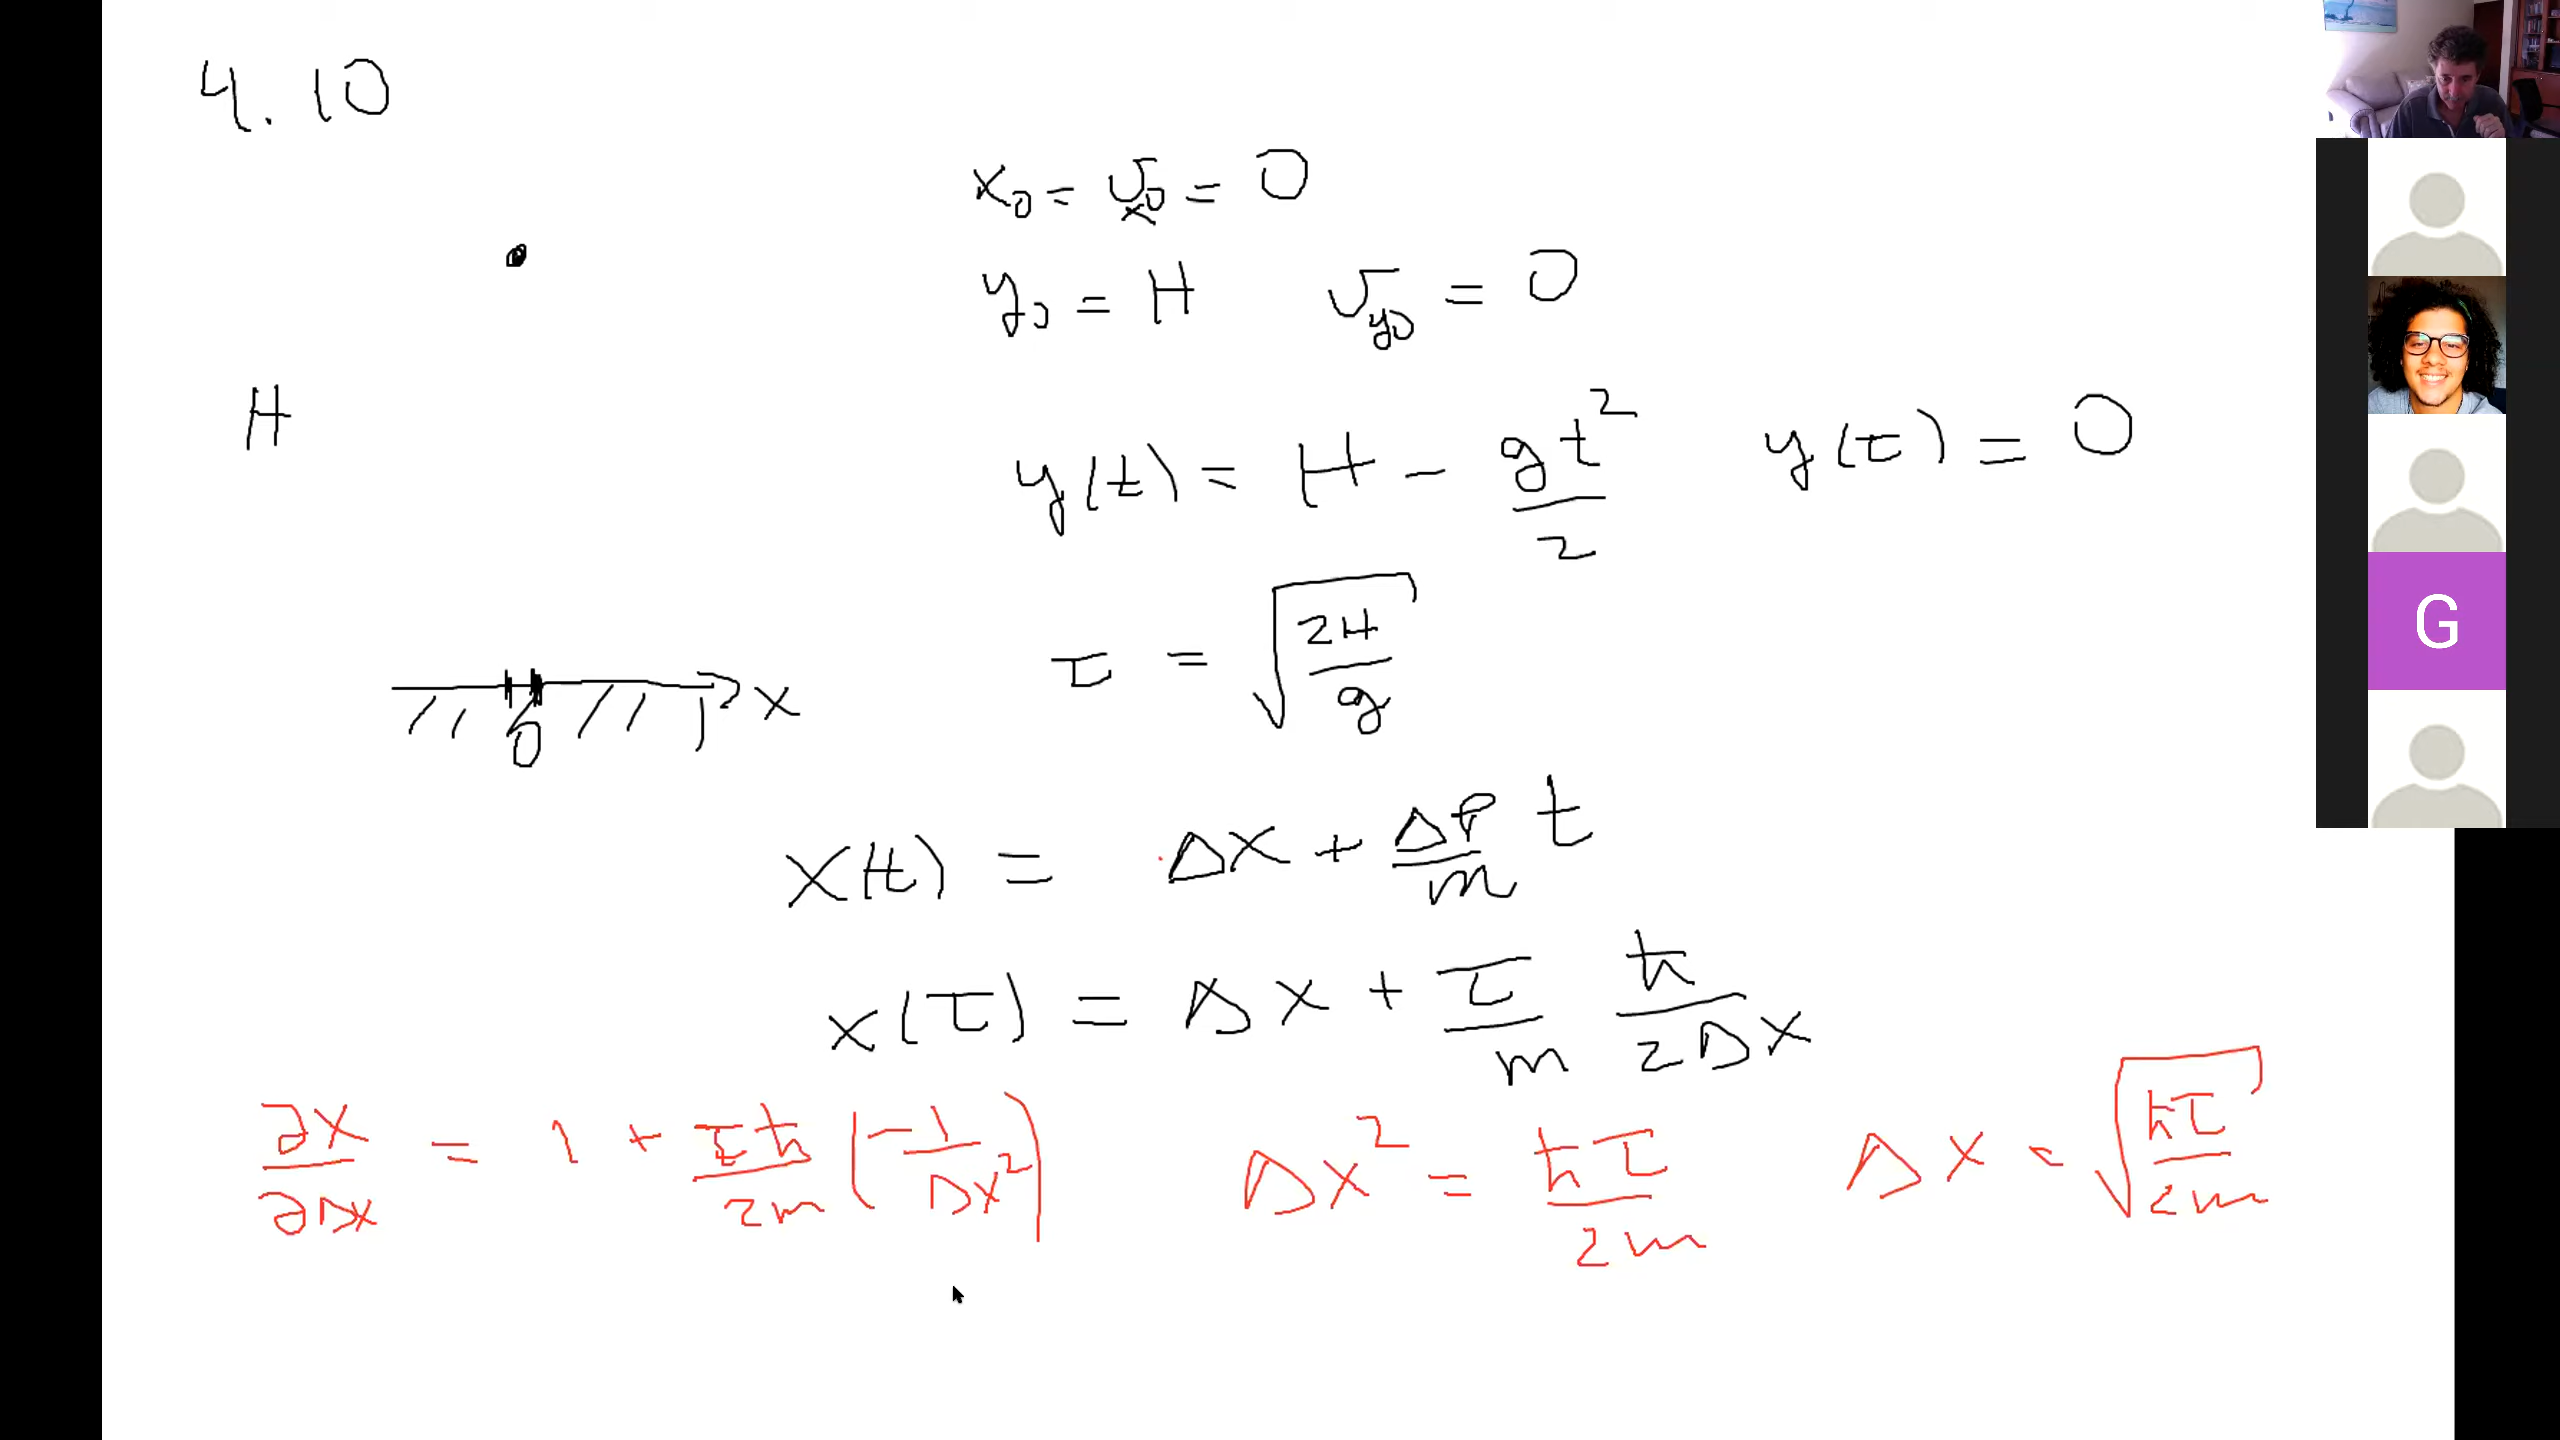 4.10
x₀ = v_x0 = 0
y₀ = H   v_y0 = 0
H
y(t) = H - gt²/2   y(τ) = 0
τ = √(2H/g)
0   x
x(t) = Δx + Δp/m t
x(τ) = Δx + τ/m ħ/2Δx
∂x/∂Δx = 1 + τħ/2m (-1/Δx²)   Δx² = ħτ/2m   Δx = √(ħτ/2m)
G